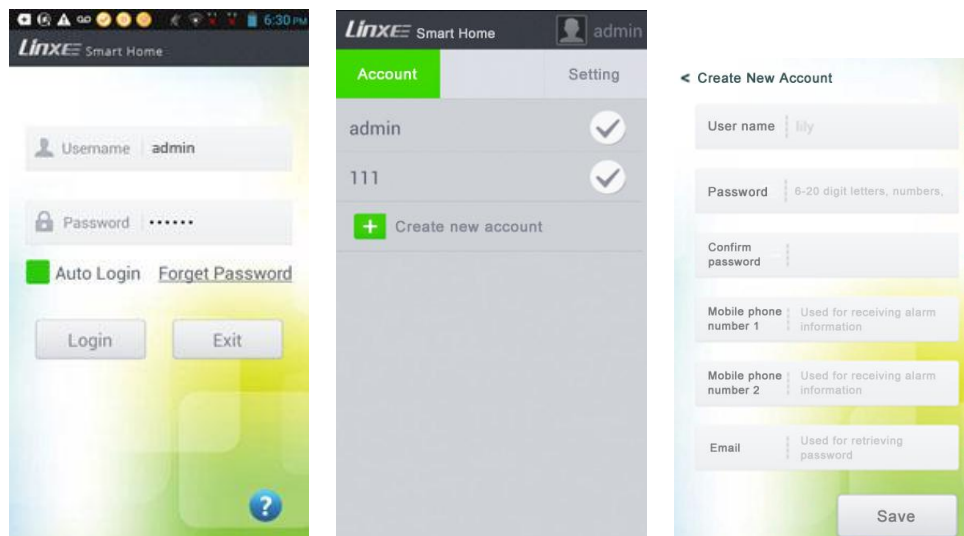 6:30 PM
Linxe Smart Home
Username admin
Password ••••••
Auto Login Forget Password
Login Exit
?
Linxe Smart Home admin
Account Setting
admin
111
+ Create new account
< Create New Account
User name lily
Password 6-20 digit letters, numbers,
Confirm
password
Mobile phone
number 1
Used for receiving alarm
information
Mobile phone
number 2
Used for receiving alarm
information
Email
Used for retrieving
password
Save